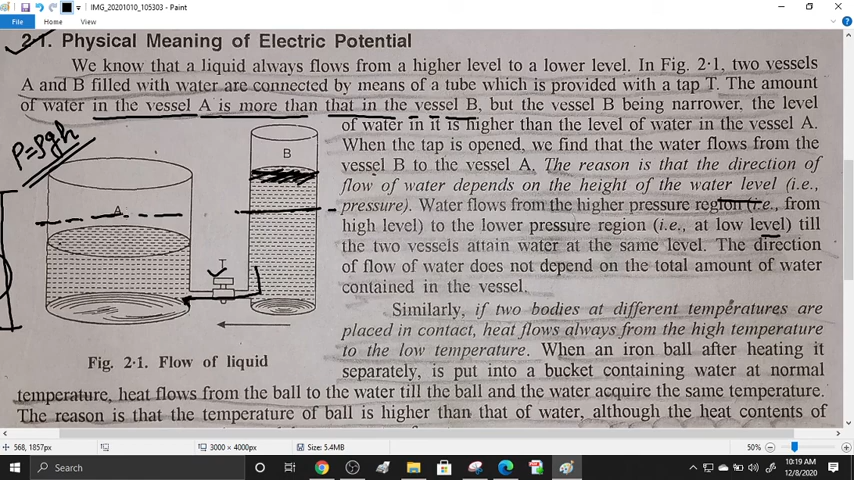 IMG_20201010_105303 - Paint
File
Home
View
2·1. Physical Meaning of Electric Potential
We know that a liquid always flows from a higher level to a lower level. In Fig. 2·1, two vessels
A and B filled with water are connected by means of a tube which is provided with a tap T. The amount
of water in the vessel A is more than that in the vessel B, but the vessel B being narrower, the level
of water in it is higher than the level of water in the vessel A.
When the tap is opened, we find that the water flows from the
vessel B to the vessel A. The reason is that the direction of
flow of water depends on the height of the water level (i.e.,
pressure). Water flows from the higher pressure region (i.e., from
high level) to the lower pressure region (i.e., at low level) till
the two vessels attain water at the same level. The direction
of flow of water does not depend on the total amount of water
contained in the vessel.
P=ρgh
A
B
T
Fig. 2·1. Flow of liquid
Similarly, if two bodies at different temperatures are
placed in contact, heat flows always from the high temperature
to the low temperature. When an iron ball after heating it
separately, is put into a bucket containing water at normal
temperature, heat flows from the ball to the water till the ball and the water acquire the same temperature.
The reason is that the temperature of ball is higher than that of water, although the heat contents of
568, 1857px
3000 × 4000px
Size: 5.4MB
50%
Search
10:19 AM
12/8/2020